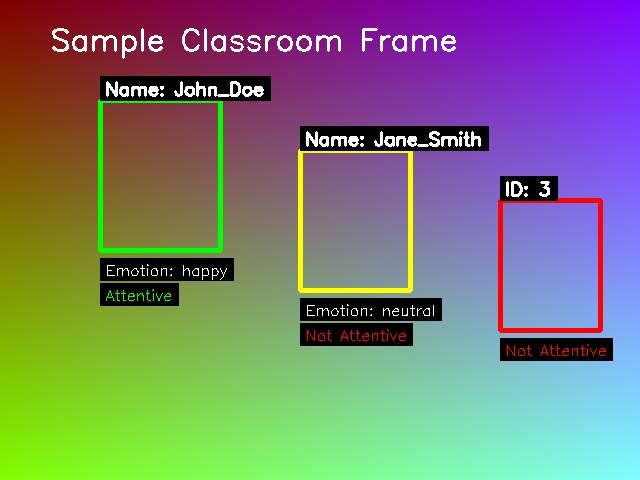 Sample Classroom Frame
Name: John_Doe
Emotion: happy
Attentive
Name: Jane_Smith
Emotion: neutral
Not Attentive
ID: 3
Not Attentive